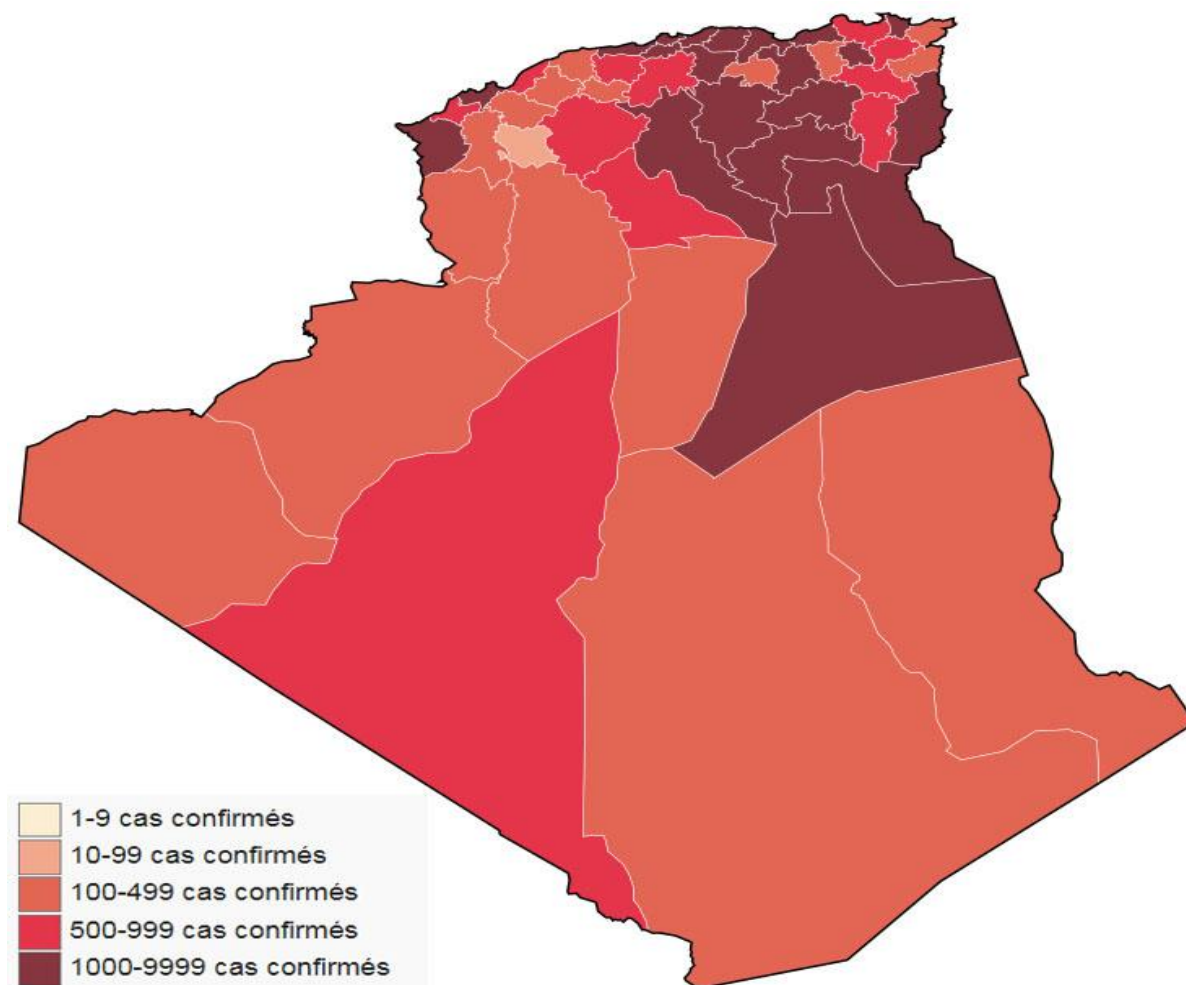 1-9 cas confirmés
10-99 cas confirmés
100-499 cas confirmés
500-999 cas confirmés
1000-9999 cas confirmés